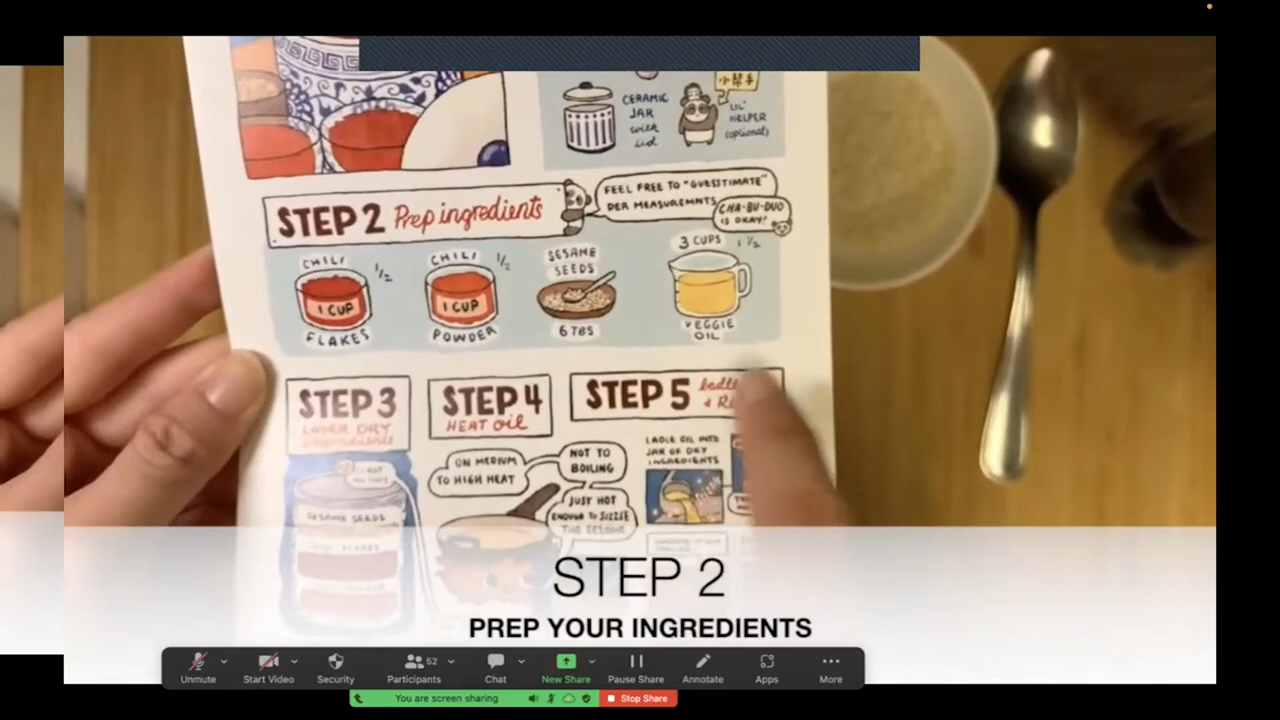 小幫手
CERAMIC
JAR
with
lid
LIL'
HELPER
(optional)
STEP 2 Prep ingredients
FEEL FREE TO "GUESSTIMATE"
DER MEASUREMNTS
CHA-BU-DUO
IS OKAY!
CHILI
1/2
1 CUP
FLAKES
CHILI
1/2
1 CUP
POWDER
SESAME
SEEDS
6 TBS
3 CUPS
1 1/2
VEGGIE
OIL
STEP 3
LAYER DRY
STEP 4
HEAT oil
STEP 5
ON MEDIUM
TO HIGH HEAT
NOT TO
BOILING
JUST HOT
ENOUGH TO SIZZLE
THE SESAME
LADLE OIL INTO
JAR OF DRY
INGREDIENTS
SESAME SEEDS
STEP 2
PREP YOUR INGREDIENTS
Unmute
Start Video
Security
52
Participants
Chat
New Share
Pause Share
Annotate
Apps
More
You are screen sharing
Stop Share